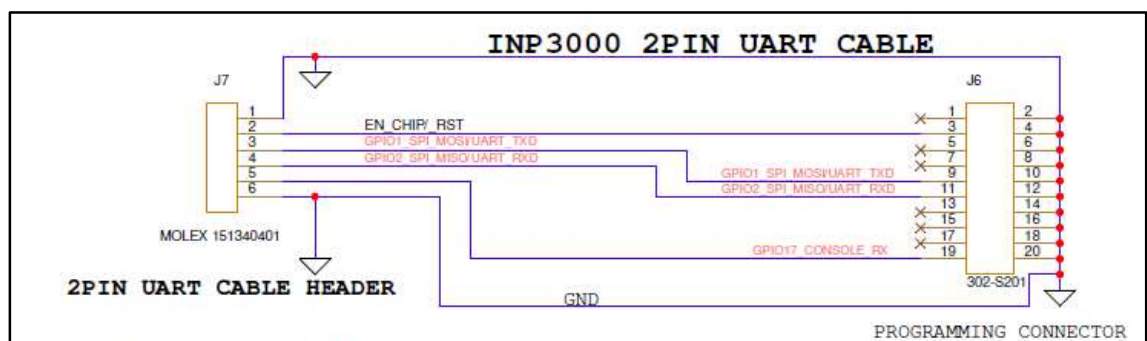 INP3000 2PIN UART CABLE
J7
J6
1
2
3
4
5
6
EN_CHIP/_RST
GPIO1_SPI_MOSI/UART_TXD
GPIO2_SPI_MISO/UART_RXD
GPIO1_SPI_MOSI/UART_TXD
GPIO2_SPI_MISO/UART_RXD
GPIO17_CONSOLE_RX
1 2
3 4
5 6
7 8
9 10
11 12
13 14
15 16
17 18
19 20
MOLEX 151340401
2PIN UART CABLE HEADER
GND
302-S201
PROGRAMMING CONNECTOR